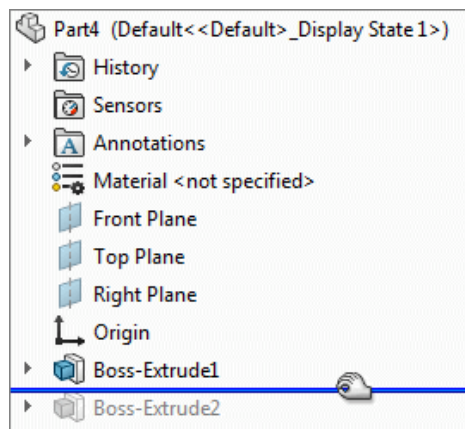 Part4 (Default<<Default>_Display State 1>)
History
Sensors
A Annotations
Material <not specified>
Front Plane
Top Plane
Right Plane
Origin
Boss-Extrude1
Boss-Extrude2